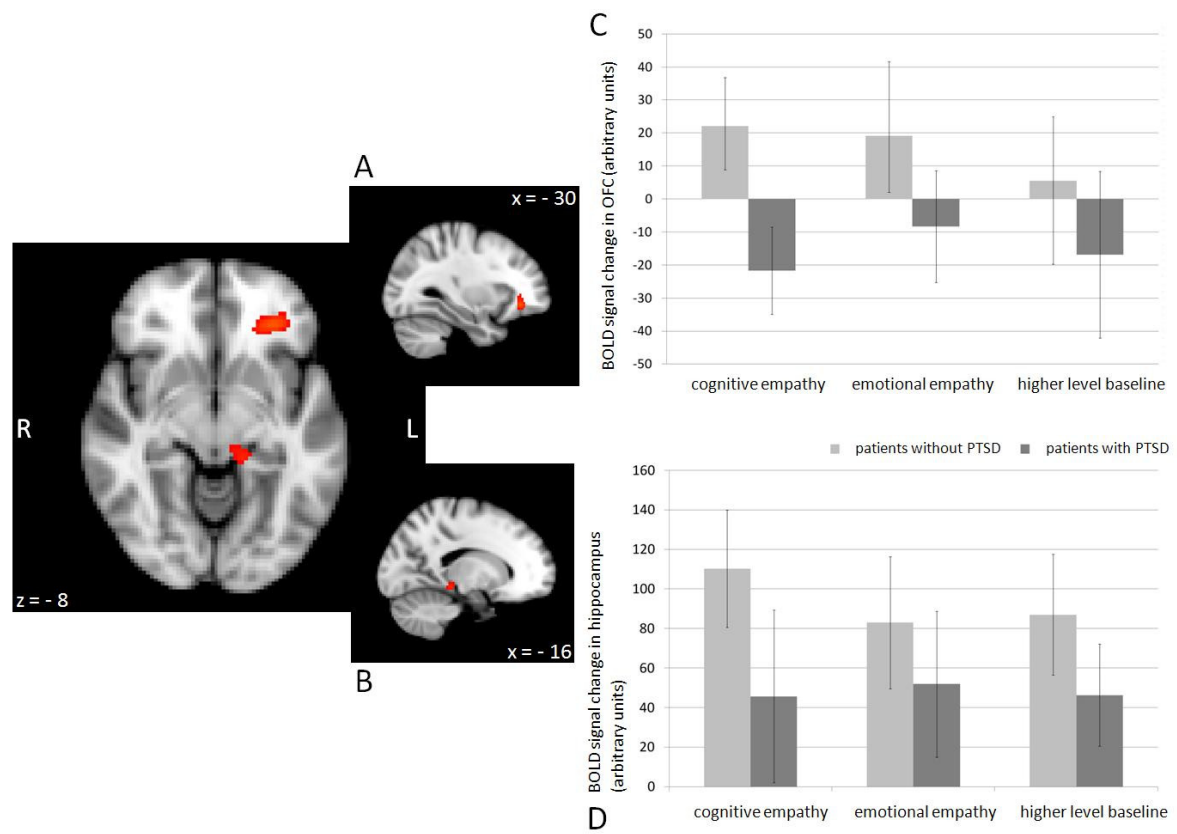 A
x = - 30
R
L
z = - 8
x = - 16
B
C
BOLD signal change in OFC (arbitrary units)
50
40
30
20
10
0
-10
-20
-30
-40
-50
cognitive empathy
emotional empathy
higher level baseline
patients without PTSD
patients with PTSD
BOLD signal change in hippocampus
(arbitrary units)
160
140
120
100
80
60
40
20
0
cognitive empathy
emotional empathy
higher level baseline
D